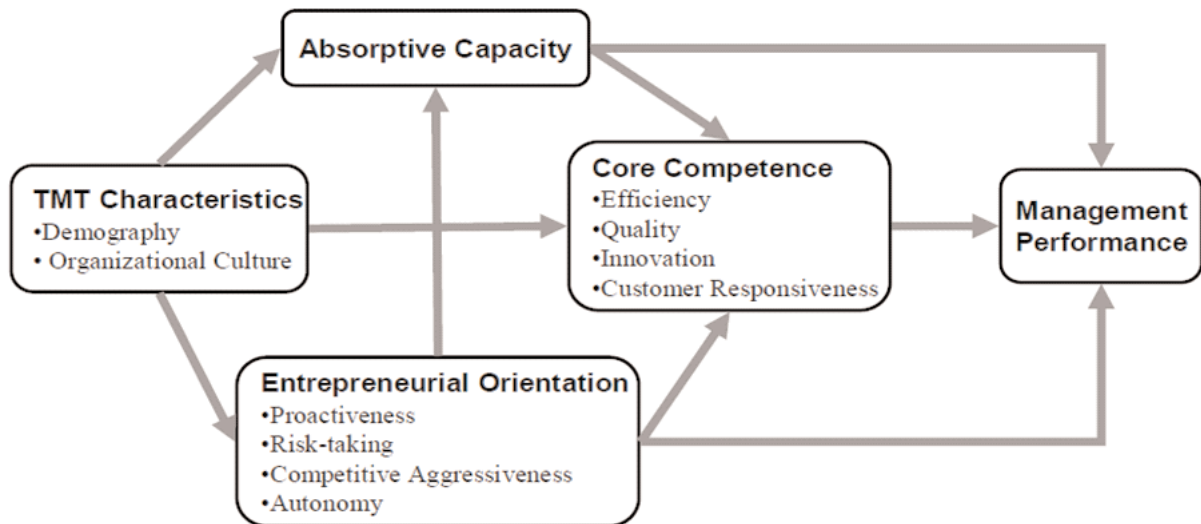 Absorptive Capacity
TMT Characteristics
•Demography
• Organizational Culture
Core Competence
•Efficiency
•Quality
•Innovation
•Customer Responsiveness
Management
Performance
Entrepreneurial Orientation
•Proactiveness
•Risk-taking
•Competitive Aggressiveness
•Autonomy